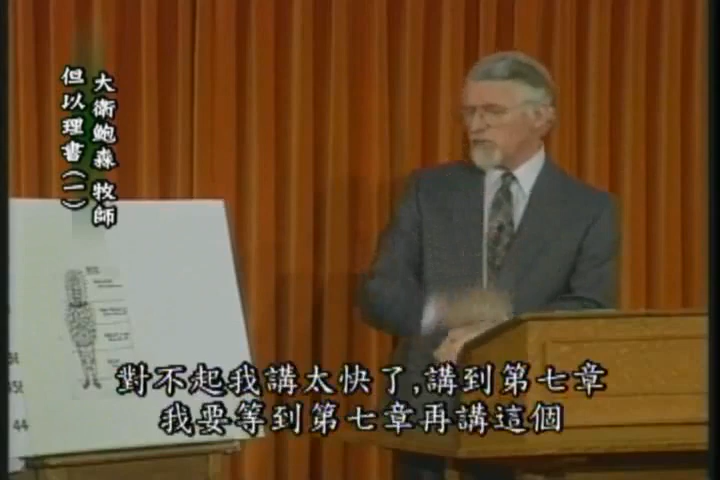 大衛鮑森 牧師
但以理書(一)
44
對不起我講太快了,講到第七章
我要等到第七章再講這個